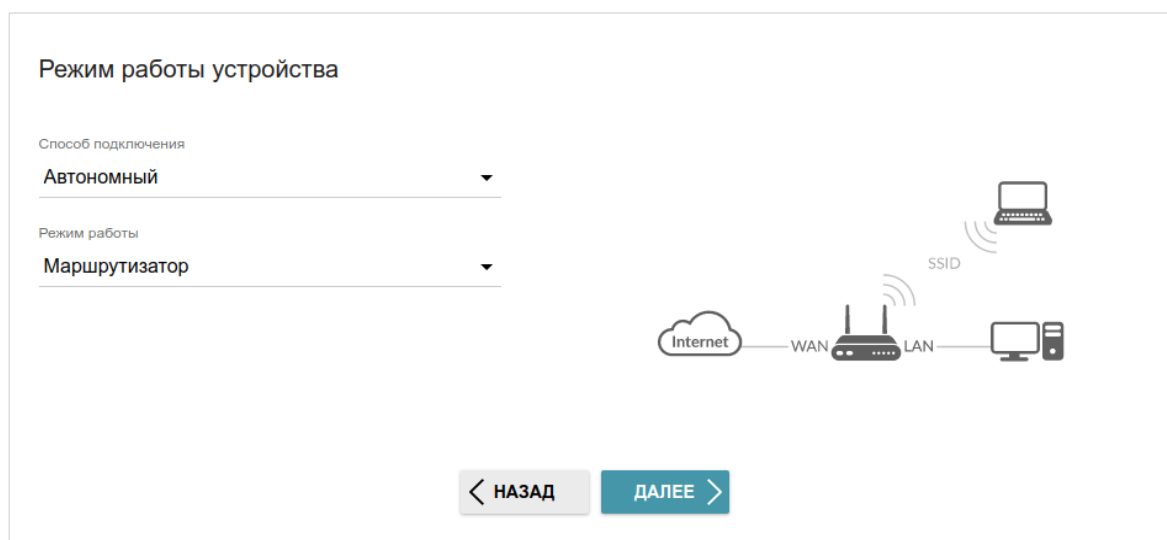 Режим работы устройства
Способ подключения
Автономный
Режим работы
Маршрутизатор
SSID
Internet
WAN
LAN
НАЗАД
ДАЛЕЕ